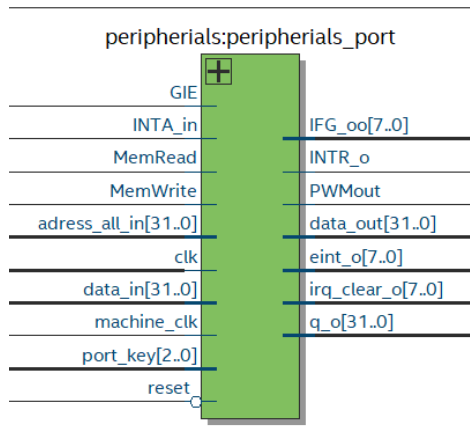 peripherials:peripherials_port
GIE
INTA_in
MemRead
MemWrite
adress_all_in[31..0]
clk
data_in[31..0]
machine_clk
port_key[2..0]
reset
IFG_oo[7..0]
INTR_o
PWMout
data_out[31..0]
eint_o[7..0]
irq_clear_o[7..0]
q_o[31..0]